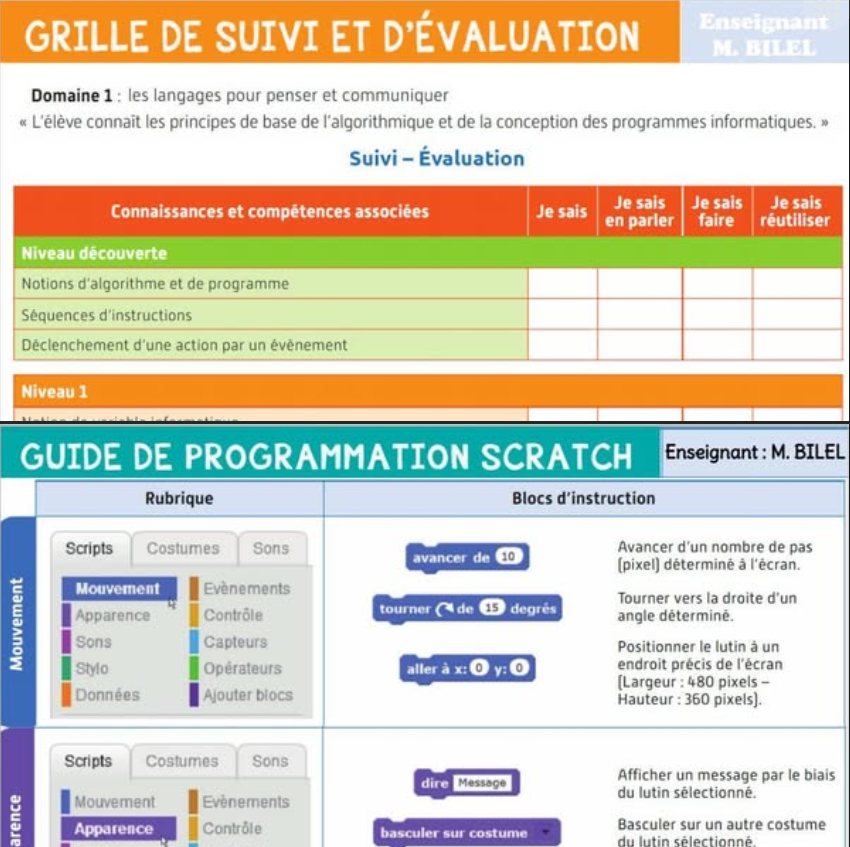 GRILLE DE SUIVI ET D'ÉVALUATION
Enseignant
M. BILEL
Domaine 1 : les langages pour penser et communiquer
« L'élève connaît les principes de base de l'algorithmique et de la conception des programmes informatiques. »
Suivi – Évaluation
Connaissances et compétences associées
Je sais
Je sais
en parler
Je sais
faire
Je sais
réutiliser
Niveau découverte
Notions d'algorithme et de programme
Séquences d'instructions
Déclenchement d'une action par un évènement
Niveau 1
Notion de variable informatique
GUIDE DE PROGRAMMATION SCRATCH
Enseignant : M. BILEL
Rubrique
Blocs d'instruction
Mouvement
Scripts
Costumes
Sons
Mouvement
Evènements
Apparence
Contrôle
Sons
Capteurs
Stylo
Opérateurs
Données
Ajouter blocs
avancer de 10
Avancer d'un nombre de pas
(pixel) déterminé à l'écran.
tourner de 15 degrés
Tourner vers la droite d'un
angle déterminé.
aller à x: 0 y: 0
Positionner le lutin à un
endroit précis de l'écran
(Largeur : 480 pixels –
Hauteur : 360 pixels).
arence
Scripts
Costumes
Sons
Mouvement
Evènements
Apparence
Contrôle
dire Message
Afficher un message par le biais
du lutin sélectionné.
basculer sur costume
Basculer sur un autre costume
du lutin sélectionné.